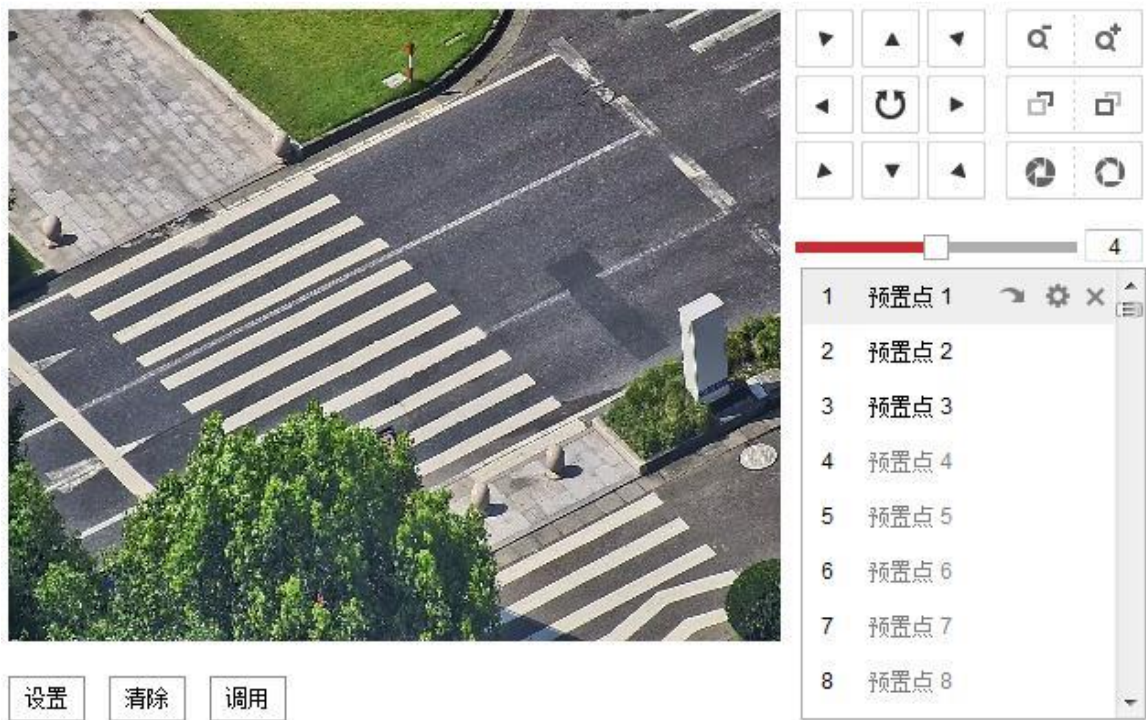 4
1 预置点 1
2 预置点 2
3 预置点 3
4 预置点 4
5 预置点 5
6 预置点 6
7 预置点 7
8 预置点 8
设置 清除 调用